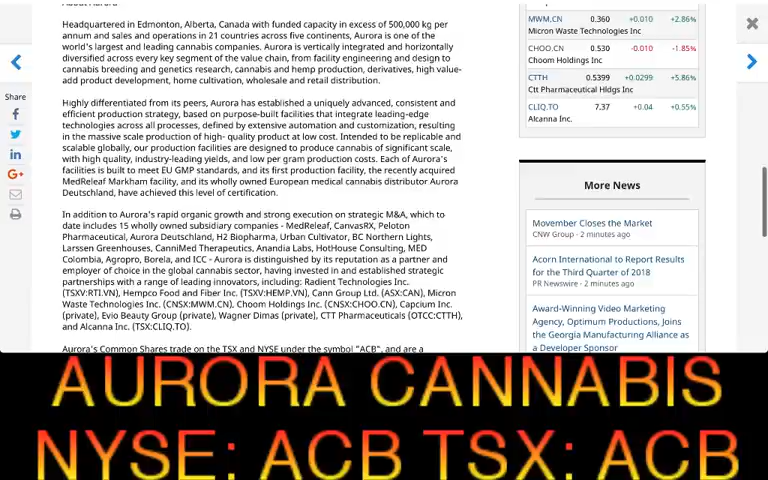 Headquartered in Edmonton, Alberta, Canada with funded capacity in excess of 500,000 kg per
annum and sales and operations in 21 countries across five continents, Aurora is one of the
world's largest and leading cannabis companies. Aurora is vertically integrated and horizontally
diversified across every key segment of the value chain, from facility engineering and design to
cannabis breeding and genetics research, cannabis and hemp production, derivatives, high value-
add product development, home cultivation, wholesale and retail distribution.
Highly differentiated from its peers, Aurora has established a uniquely advanced, consistent and
efficient production strategy, based on purpose-built facilities that integrate leading-edge
technologies across all processes, defined by extensive automation and customization, resulting
in the massive scale production of high- quality product at low cost. Intended to be replicable and
scalable globally, our production facilities are designed to produce cannabis of significant scale,
with high quality, industry-leading yields, and low per gram production costs. Each of Aurora's
facilities is built to meet EU GMP standards, and its first production facility, the recently acquired
MedReleaf Markham facility, and its wholly owned European medical cannabis distributor Aurora
Deutschland, have achieved this level of certification.
In addition to Aurora's rapid organic growth and strong execution on strategic M&A, which to
date includes 15 wholly owned subsidiary companies - MedReleaf, CanvasRX, Peloton
Pharmaceutical, Aurora Deutschland, H2 Biopharma, Urban Cultivator, BC Northern Lights,
Larssen Greenhouses, CanniMed Therapeutics, Anandia Labs, HotHouse Consulting, MED
Colombia, Agropro, Borela, and ICC - Aurora is distinguished by its reputation as a partner and
employer of choice in the global cannabis sector, having invested in and established strategic
partnerships with a range of leading innovators, including: Radient Technologies Inc.
(TSXV:RTI.VN), Hempco Food and Fiber Inc. (TSXV:HEMP.VN), Cann Group Ltd. (ASX:CAN), Micron
Waste Technologies Inc. (CNSX:MWM.CN). Choom Holdings Inc. (CNSX:CHOO.CN), Capcium Inc.
(private), Evio Beauty Group (private), Wagner Dimas (private), CTT Pharmaceuticals (OTCC:CTTH),
and Alcanna Inc. (TSX:CLIQ.TO).
Aurora's Common Shares trade on the TSX and NYSE under the symbol "ACB", and are a
Share
f
in
G+
MWM.CN 0.360 +0.010 +2.86%
Micron Waste Technologies Inc
CHOO.CN 0.530 -0.010 -1.85%
Choom Holdings Inc
CTTH 0.5399 +0.0299 +5.86%
Ctt Pharmaceutical Hldgs Inc
CLIQ.TO 7.37 +0.04 +0.55%
Alcanna Inc.
More News
Movember Closes the Market
CNW Group - 2 minutes ago
Acorn International to Report Results
for the Third Quarter of 2018
PR Newswire - 2 minutes ago
Award-Winning Video Marketing
Agency, Optimum Productions, Joins
the Georgia Manufacturing Alliance as
a Developer Sponsor
AURORA CANNABIS
NYSE: ACB TSX: ACB